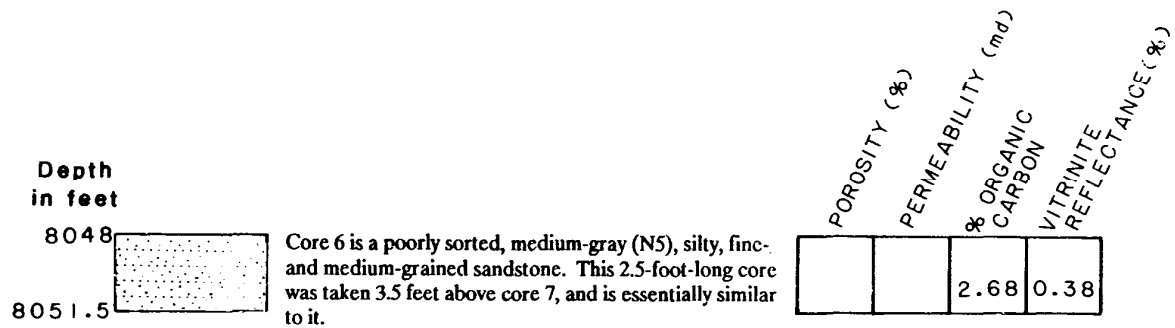 POROSITY (%)
PERMEABILITY (md)
% ORGANIC
CARBON
VITRINITE
REFLECTANCE(%)
Depth
in feet
8048
8051.5
Core 6 is a poorly sorted, medium-gray (N5), silty, fine-
and medium-grained sandstone. This 2.5-foot-long core
was taken 3.5 feet above core 7, and is essentially similar
to it.
2.68 0.38